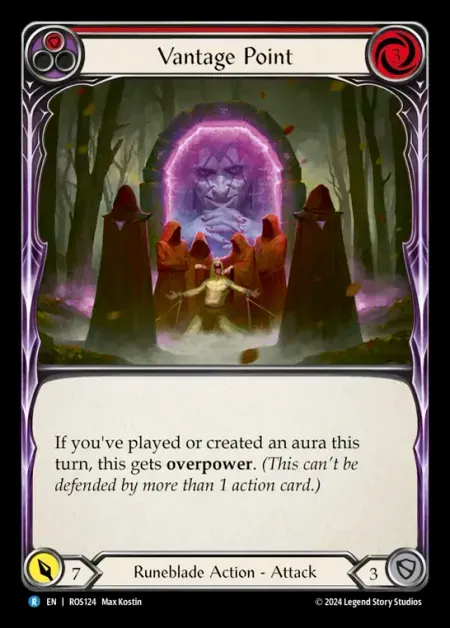 Vantage Point
3
If you've played or created an aura this
turn, this gets overpower. (This can't be
defended by more than 1 action card.)
7
Runeblade Action - Attack
3
R EN | ROS124 Max Kostin
© 2024 Legend Story Studios